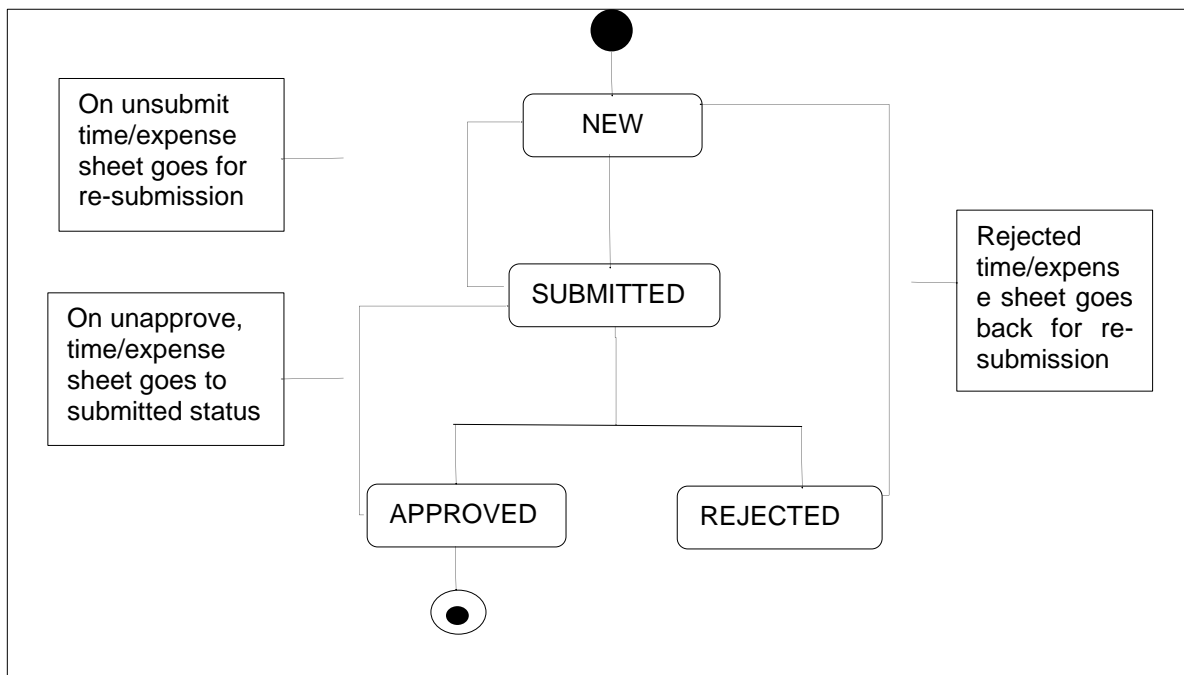 NEW
On unsubmit
time/expense
sheet goes for
re-submission
SUBMITTED
Rejected
time/expens
e sheet goes
back for re-
submission
On unapprove,
time/expense
sheet goes to
submitted status
APPROVED
REJECTED